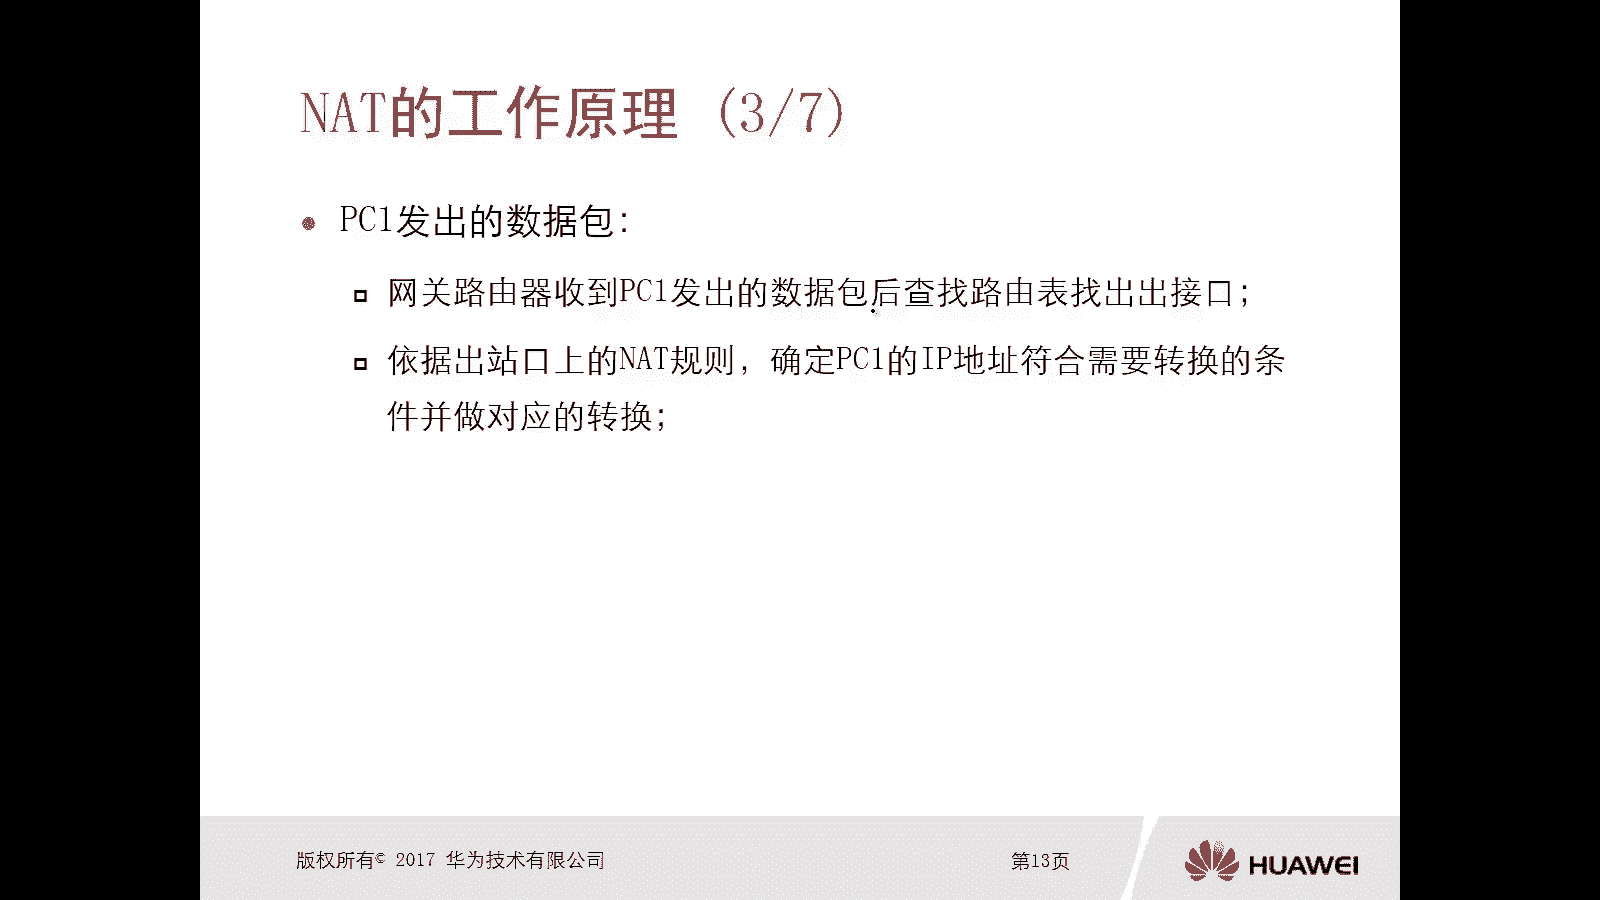 NAT的工作原理 (3/7)
PC1发出的数据包：
网关路由器收到PC1发出的数据包后查找路由表找出出接口；
依据出站口上的NAT规则，确定PC1的IP地址符合需要转换的条
件并做对应的转换；
版权所有© 2017 华为技术有限公司
第13页
HUAWEI